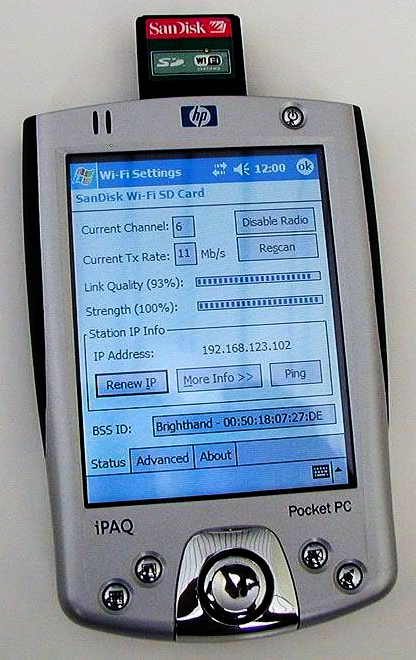 SanDisk
SD WiFi
CERTIFIED
hp
Wi-Fi Settings 12:00 ok
SanDisk Wi-Fi SD Card
Current Channel: 6 Disable Radio
Current Tx Rate: 11 Mb/s Rescan
Link Quality (93%):
Strength (100%):
Station IP Info
IP Address: 192.168.123.102
Renew IP More Info >> Ping
BSS ID: Brighthand - 00:50:18:07:27:DE
Status Advanced About
iPAQ Pocket PC